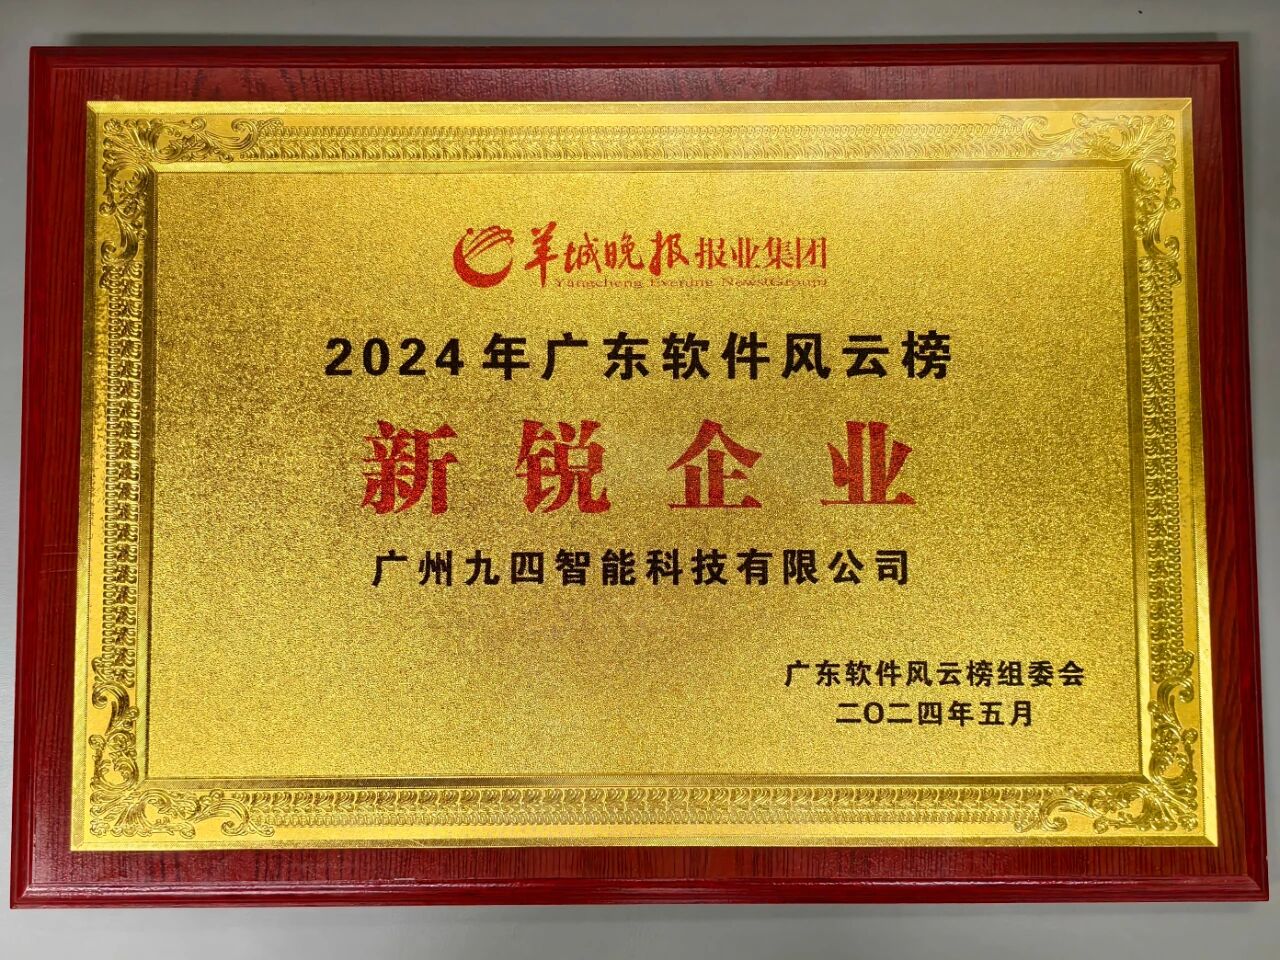 羊城晚报报业集团
Yangcheng Evening News Group
2024年广东软件风云榜
新锐企业
广州九四智能科技有限公司
广东软件风云榜组委会
二〇二四年五月